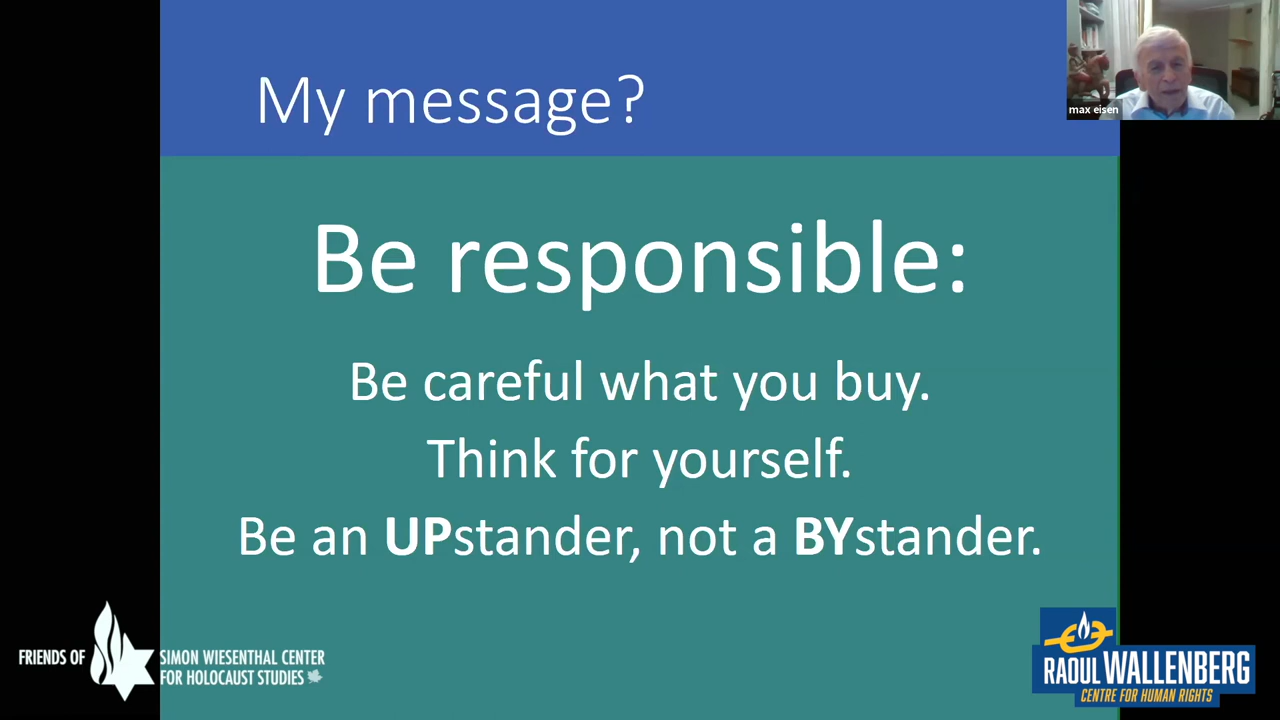 My message?
max eisen
Be responsible:
Be careful what you buy.
Think for yourself.
Be an UPstander, not a BYstander.
FRIENDS OF
SIMON WIESENTHAL CENTER
FOR HOLOCAUST STUDIES
RAOUL WALLENBERG
CENTRE FOR HUMAN RIGHTS